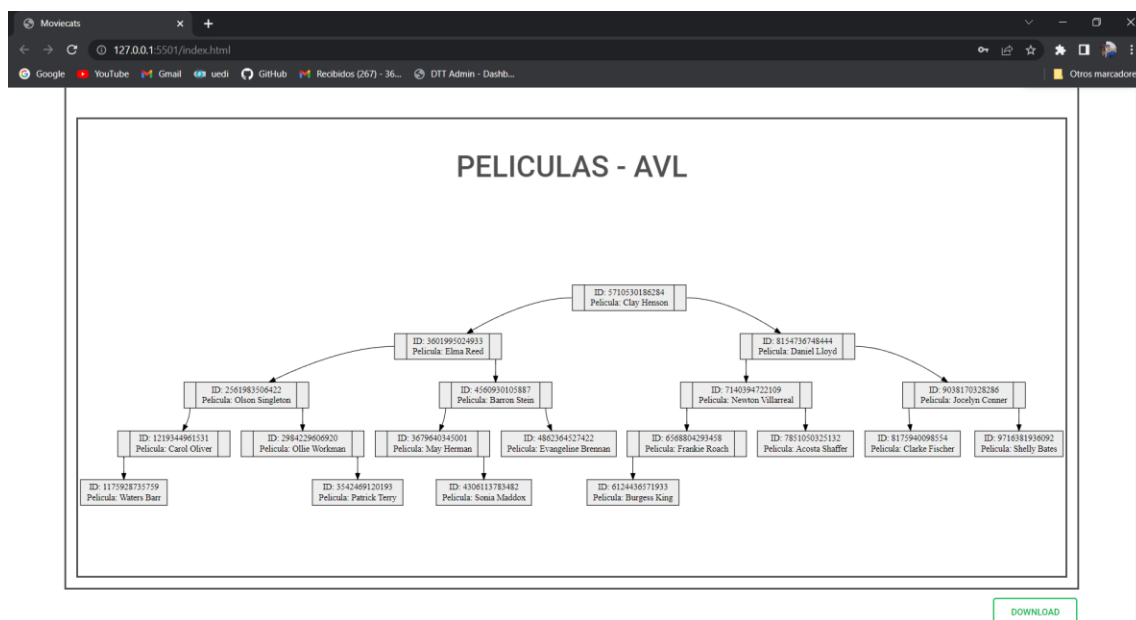 Moviecats
127.0.0.1:5501/index.html
Google YouTube Gmail uedi GitHub Recibidos (267) - 36... DTT Admin - Dashb... Otros marcadore
PELICULAS - AVL
ID: 5710530186284
Pelicula: Clay Henson
ID: 3601995024933
Pelicula: Elma Reed
ID: 8154736748444
Pelicula: Daniel Lloyd
ID: 2561983506422
Pelicula: Olson Singleton
ID: 4560930105887
Pelicula: Barron Stein
ID: 7140394722109
Pelicula: Newton Villarreal
ID: 9038170328286
Pelicula: Jocelyn Conner
ID: 1219344961531
Pelicula: Carol Oliver
ID: 2984229606920
Pelicula: Ollie Workman
ID: 3679640345001
Pelicula: May Herman
ID: 4862364527422
Pelicula: Evangeline Brennan
ID: 6568804293458
Pelicula: Frankie Roach
ID: 7851050325132
Pelicula: Acosta Shaffer
ID: 8175940098554
Pelicula: Clarke Fischer
ID: 9716381936092
Pelicula: Shelly Bates
ID: 1175928735759
Pelicula: Waters Barr
ID: 3542469120193
Pelicula: Patrick Terry
ID: 4306113783482
Pelicula: Sonia Maddox
ID: 6124436571933
Pelicula: Burgess King
DOWNLOAD